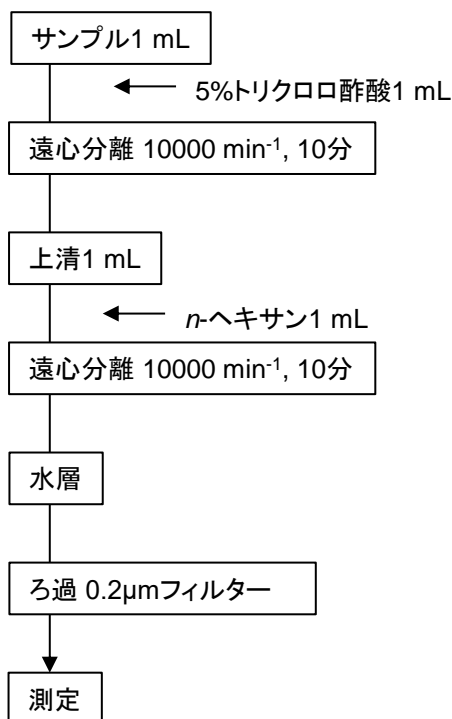 サンプル1 mL
5%トリクロロ酢酸1 mL
遠心分離 10000 min⁻¹, 10分
上清1 mL
n-ヘキサン1 mL
遠心分離 10000 min⁻¹, 10分
水層
ろ過 0.2μmフィルター
測定